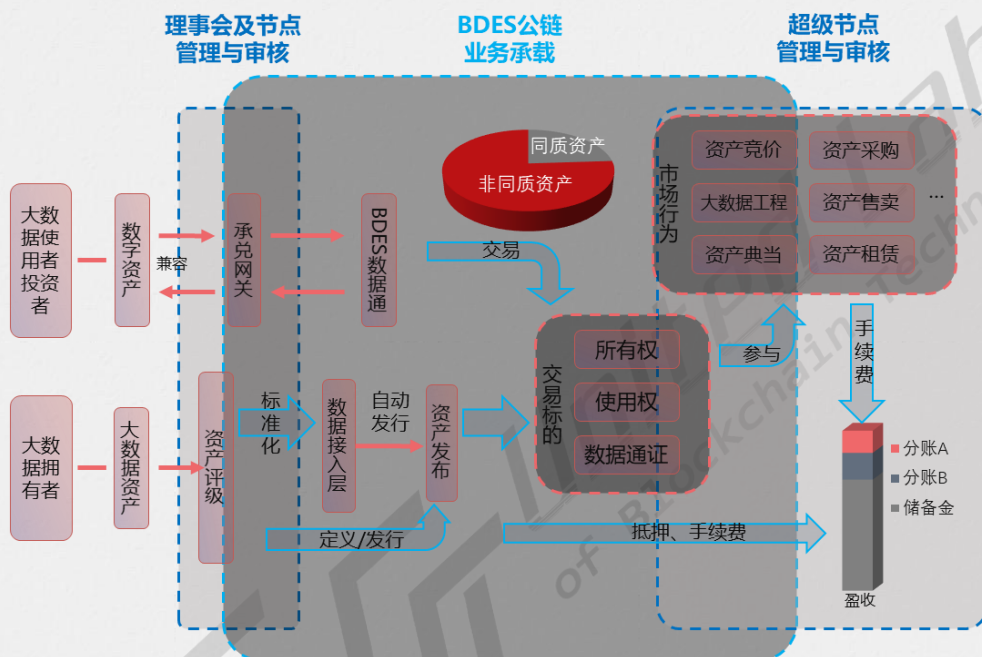 理事会及节点
管理与审核
BDES公链
业务承载
超级节点
管理与审核
同质资产
非同质资产
市场行为
资产竞价
资产采购
大数据工程
资产售卖
...
资产典当
资产租赁
大数
据使
用者
投资
者
数字资产
兼容
承兑网关
BDES数据通
交易
交易标的
所有权
使用权
数据通证
参与
手续费
大数
据拥
有者
大数据资产
资产评级
标准化
数据接入层
自动
发行
资产发布
定义/发行
抵押、手续费
分账A
分账B
储备金
盈收
of Blockchain Techn